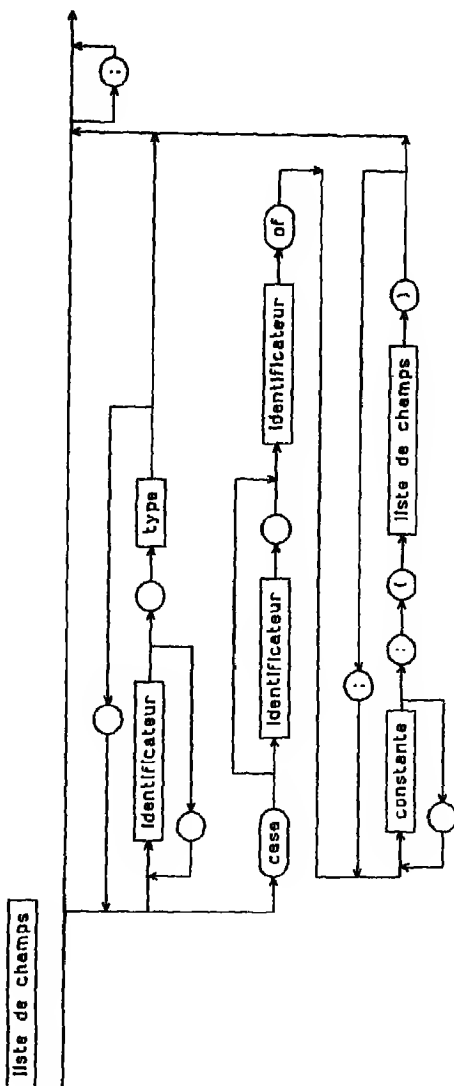 liste de champs
;
identificateur type
case identificateur identificateur of
;
constante : ( liste de champs )